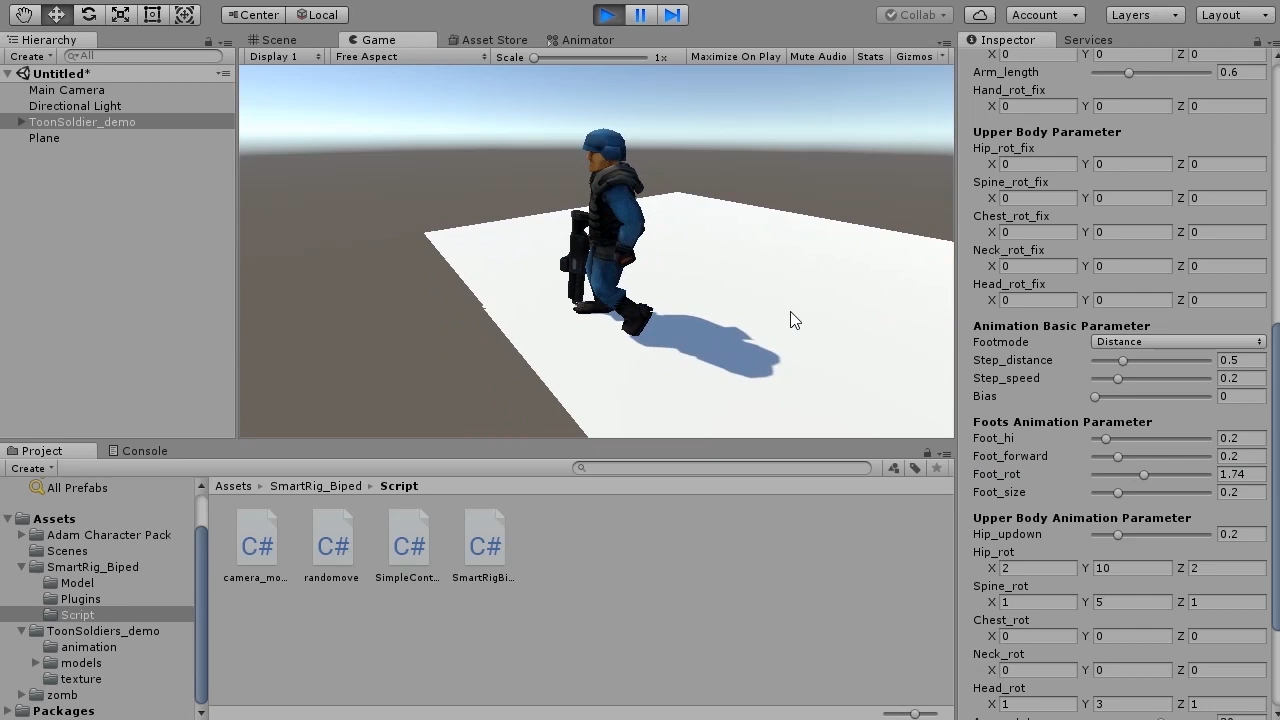 Center Local Collab Account Layers Layout
Hierarchy
Create All
Untitled*
Main Camera
Directional Light
ToonSoldier_demo
Plane
Scene Game Asset Store Animator
Display 1 Free Aspect Scale 1x Maximize On Play Mute Audio Stats Gizmos
Inspector Services
X 0 Y 0 Z 0
Arm_length 0.6
Hand_rot_fix
X 0 Y 0 Z 0
Upper Body Parameter
Hip_rot_fix
X 0 Y 0 Z 0
Spine_rot_fix
X 0 Y 0 Z 0
Chest_rot_fix
X 0 Y 0 Z 0
Neck_rot_fix
X 0 Y 0 Z 0
Head_rot_fix
X 0 Y 0 Z 0
Animation Basic Parameter
Footmode Distance
Step_distance 0.5
Step_speed 0.2
Bias 0
Foots Animation Parameter
Foot_hi 0.2
Foot_forward 0.2
Foot_rot 1.74
Foot_size 0.2
Upper Body Animation Parameter
Hip_updown 0.2
Hip_rot
X 2 Y 10 Z 2
Spine_rot
X 1 Y 5 Z 1
Chest_rot
X 0 Y 0 Z 0
Neck_rot
X 0 Y 0 Z 0
Head_rot
X 1 Y 3 Z 1
Project Console
Create
All Prefabs
Assets
Adam Character Pack
Scenes
SmartRig_Biped
Model
Plugins
Script
ToonSoldiers_demo
animation
models
texture
zomb
Packages
Assets SmartRig_Biped Script
C# C# C# C#
camera_mo... randomove SimpleCont... SmartRigBi...